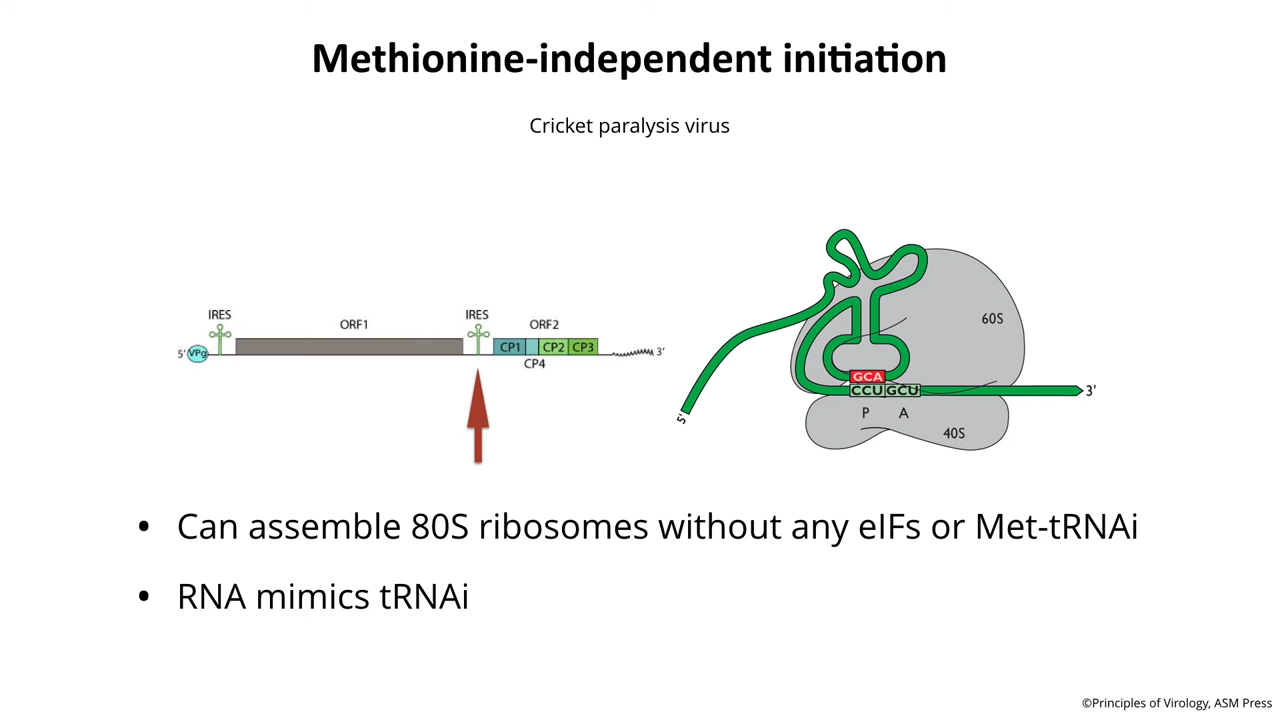 Methionine-independent initiation
Cricket paralysis virus
IRES
ORF1
IRES
ORF2
5' VPg
CP1 CP2 CP3
3'
CP4
60S
GCA
CCU GCU
3'
5'
P A
40S
• Can assemble 80S ribosomes without any eIFs or Met-tRNAi
• RNA mimics tRNAi
©Principles of Virology, ASM Press